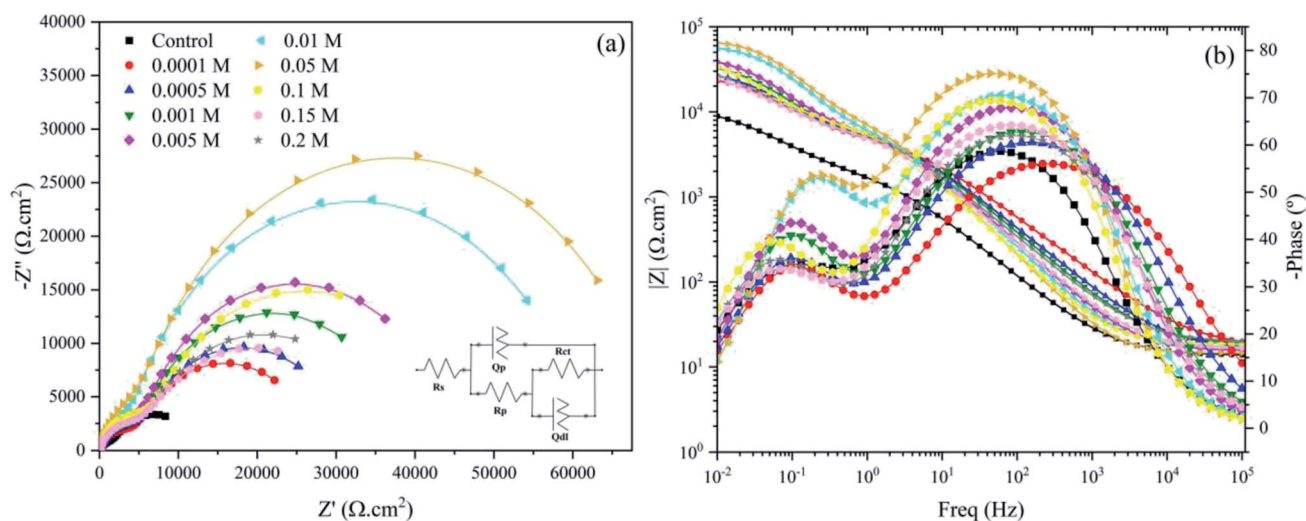 (a)
40000
35000
30000
25000
20000
15000
10000
5000
0
-Z" (Ω.cm²)
Control
0.0001 M
0.0005 M
0.001 M
0.005 M
0.01 M
0.05 M
0.1 M
0.15 M
0.2 M
Rs
Qp
Rp
Rct
Qdl
0 10000 20000 30000 40000 50000 60000
Z' (Ω.cm²)
(b)
10⁵
10⁴
10³
10²
10¹
10⁰
|Z| (Ω.cm²)
80
70
60
50
40
30
20
10
0
-Phase (º)
10⁻² 10⁻¹ 10⁰ 10¹ 10² 10³ 10⁴ 10⁵
Freq (Hz)